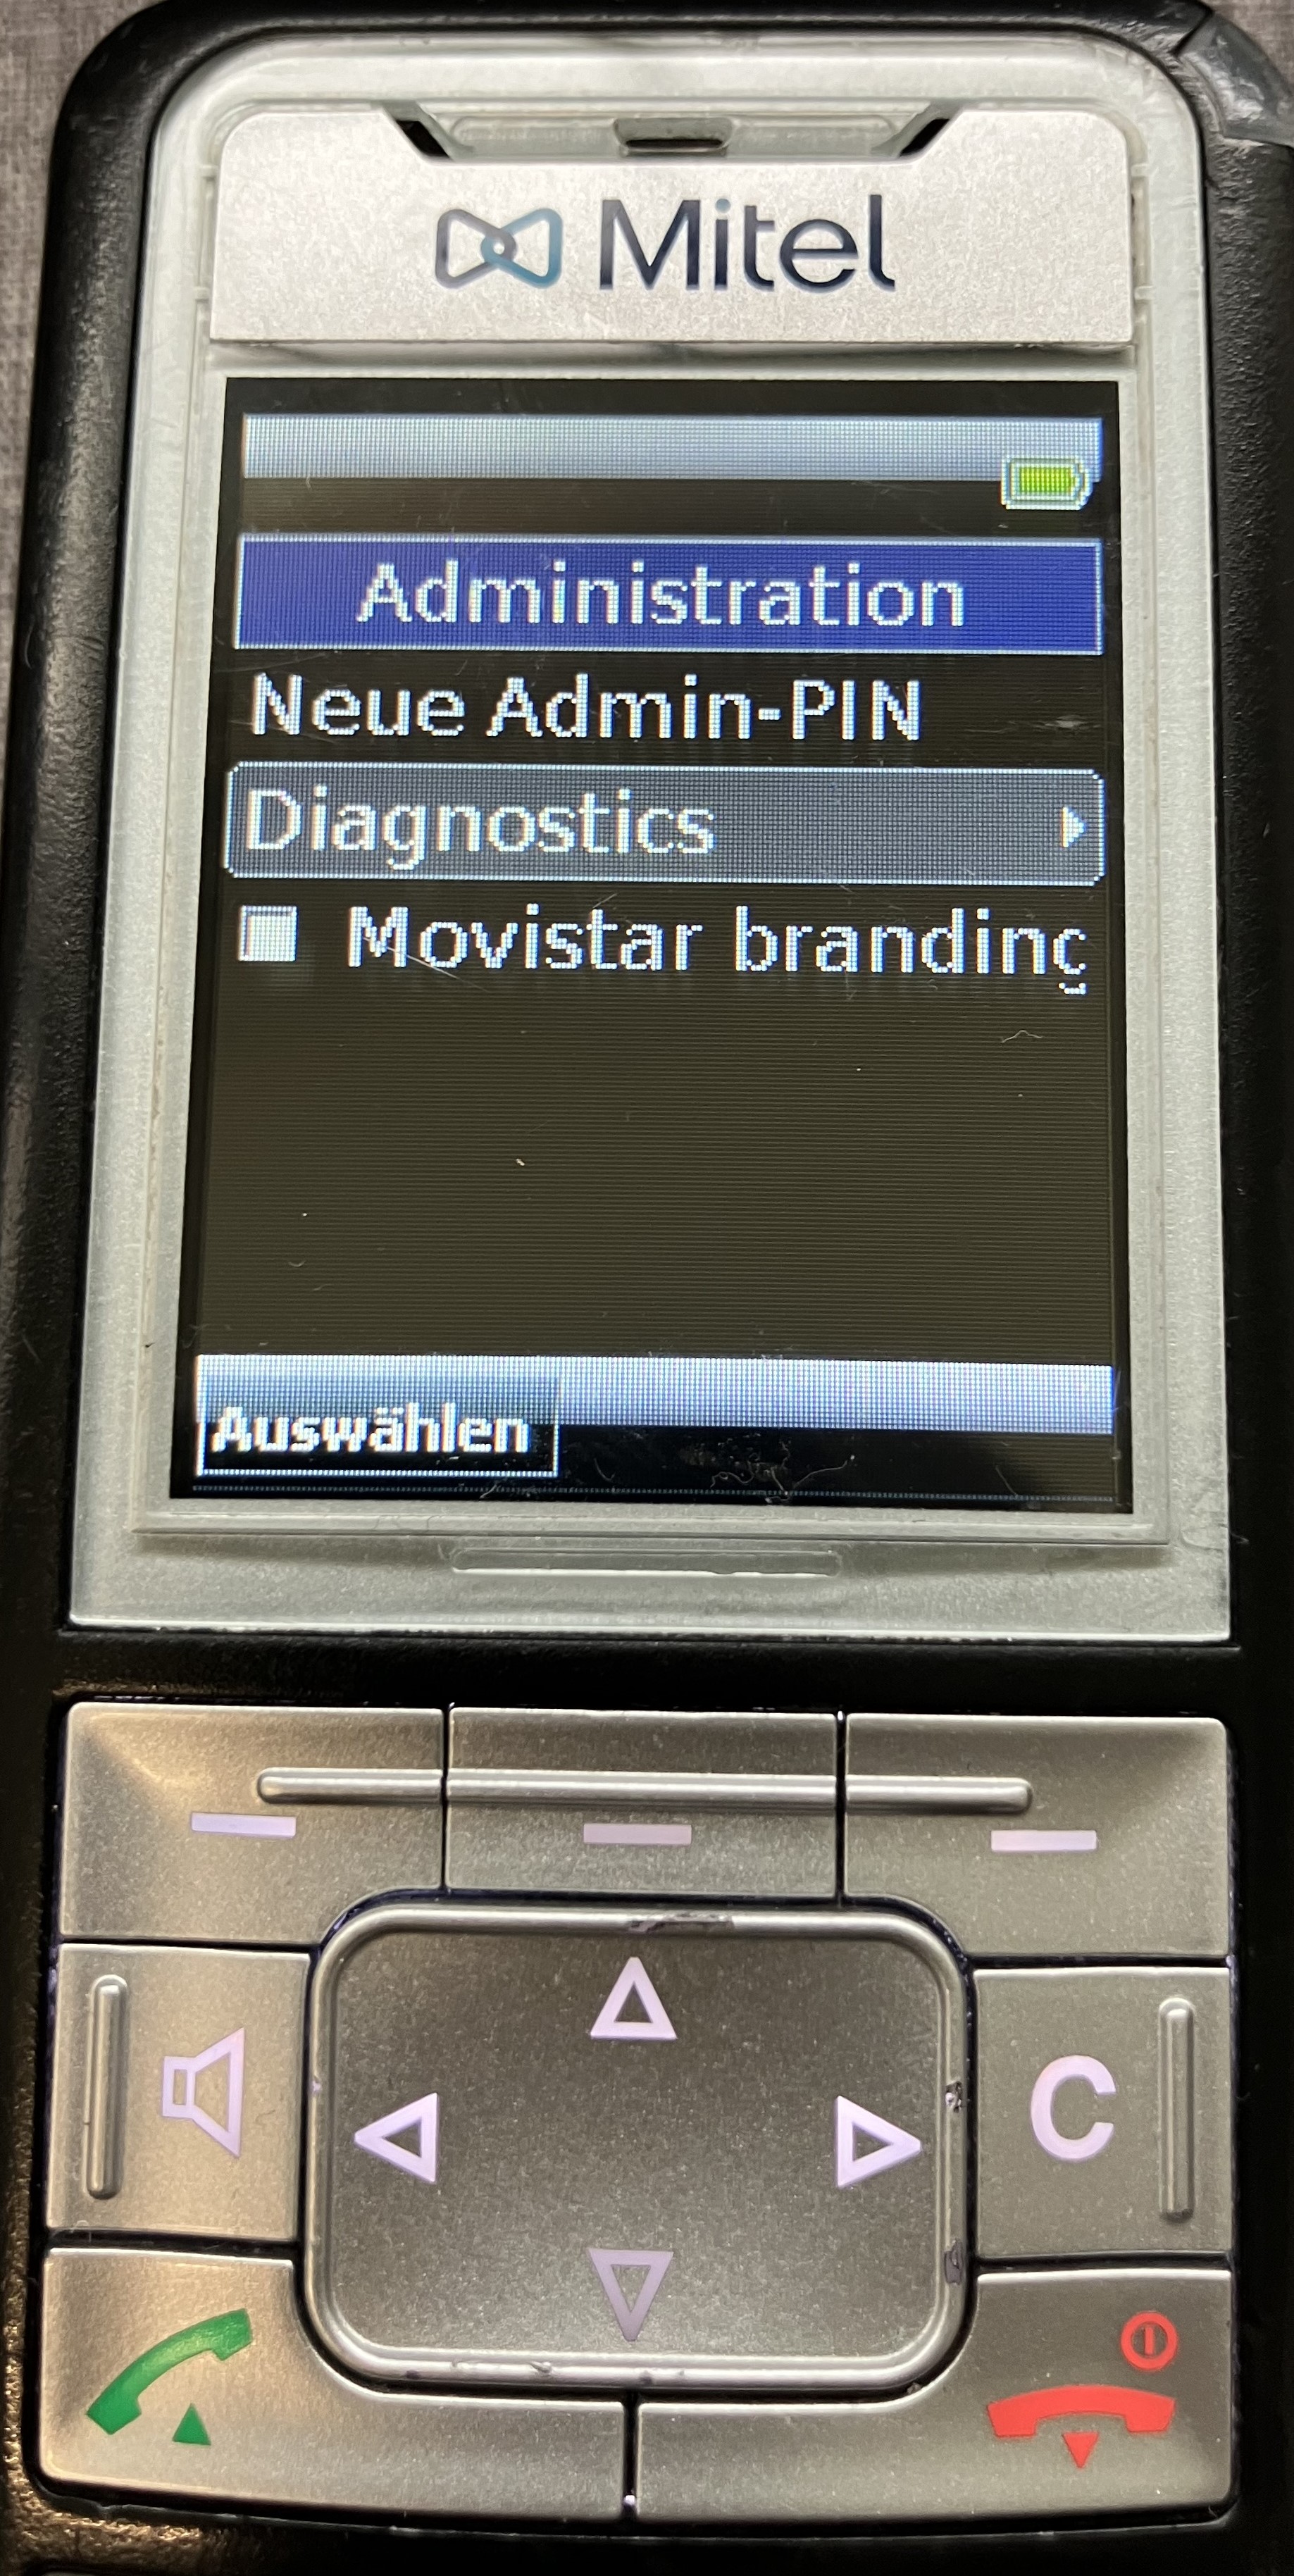 Mitel
Administration
Neue Admin-PIN
Diagnostics
Movistar branding
Auswählen
C